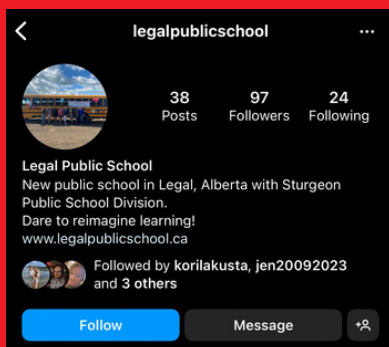 legalpublicschool
38 97 24
Posts Followers Following
Legal Public School
New public school in Legal, Alberta with Sturgeon
Public School Division.
Dare to reimagine learning!
www.legalpublicschool.ca
Followed by korilakusta, jen20092023
and 3 others
Follow Message